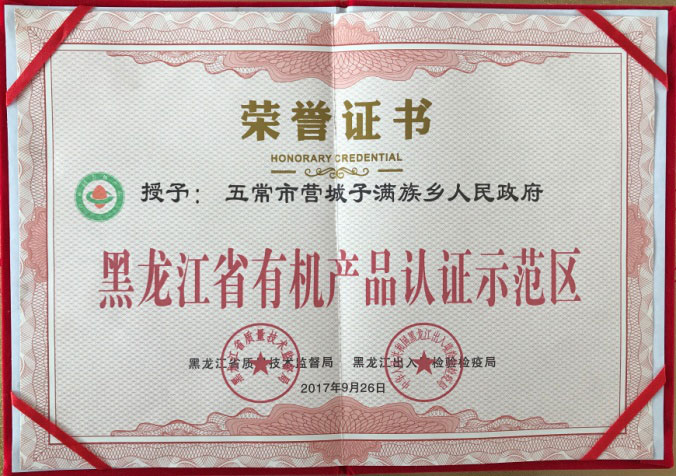 荣誉证书
HONORARY CREDENTIAL
授予：五常市营城子满族乡人民政府
黑龙江省有机产品认证示范区
黑龙江省质量技术监督局 黑龙江出入境检验检疫局
2017年9月26日